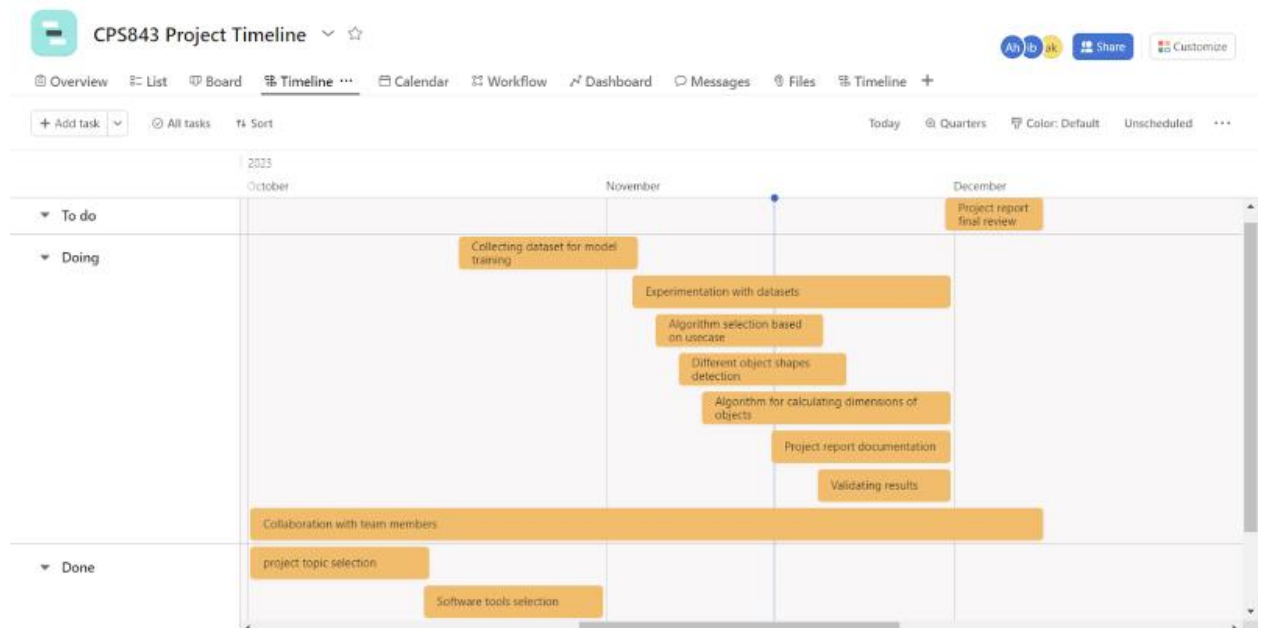 CPS843 Project Timeline
Ah ib ak Share Customize
Overview List Board Timeline ... Calendar Workflow Dashboard Messages Files Timeline +
+ Add task All tasks Sort Today Quarters Color: Default Unscheduled ...
2023
October November December
To do
Project report
final review
Doing
Collecting dataset for model
training
Experimentation with datasets
Algorithm selection based
on usecase
Different object shapes
detection
Algorithm for calculating dimensions of
objects
Project report documentation
Validating results
Collaboration with team members
Done
project topic selection
Software tools selection